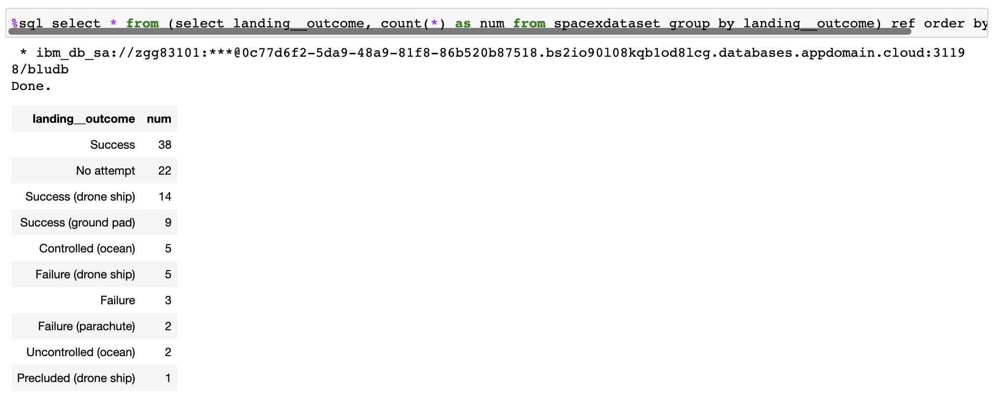 %sql select * from (select landing__outcome, count(*) as num from spacexdataset group by landing__outcome) ref order by
* ibm_db_sa://zgg83101:***@0c77d6f2-5da9-48a9-81f8-86b520b87518.bs2io90l08kqb1od8lcg.databases.appdomain.cloud:3119
8/bludb
Done.
landing__outcome num
Success 38
No attempt 22
Success (drone ship) 14
Success (ground pad) 9
Controlled (ocean) 5
Failure (drone ship) 5
Failure 3
Failure (parachute) 2
Uncontrolled (ocean) 2
Precluded (drone ship) 1